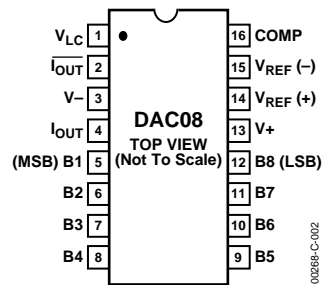 V_LC 1
I̅_O̅U̅T̅ 2
V– 3
I_OUT 4
(MSB) B1 5
B2 6
B3 7
B4 8
DAC08
TOP VIEW
(Not To Scale)
16 COMP
15 V_REF (–)
14 V_REF (+)
13 V+
12 B8 (LSB)
11 B7
10 B6
9 B5
00268-C-002